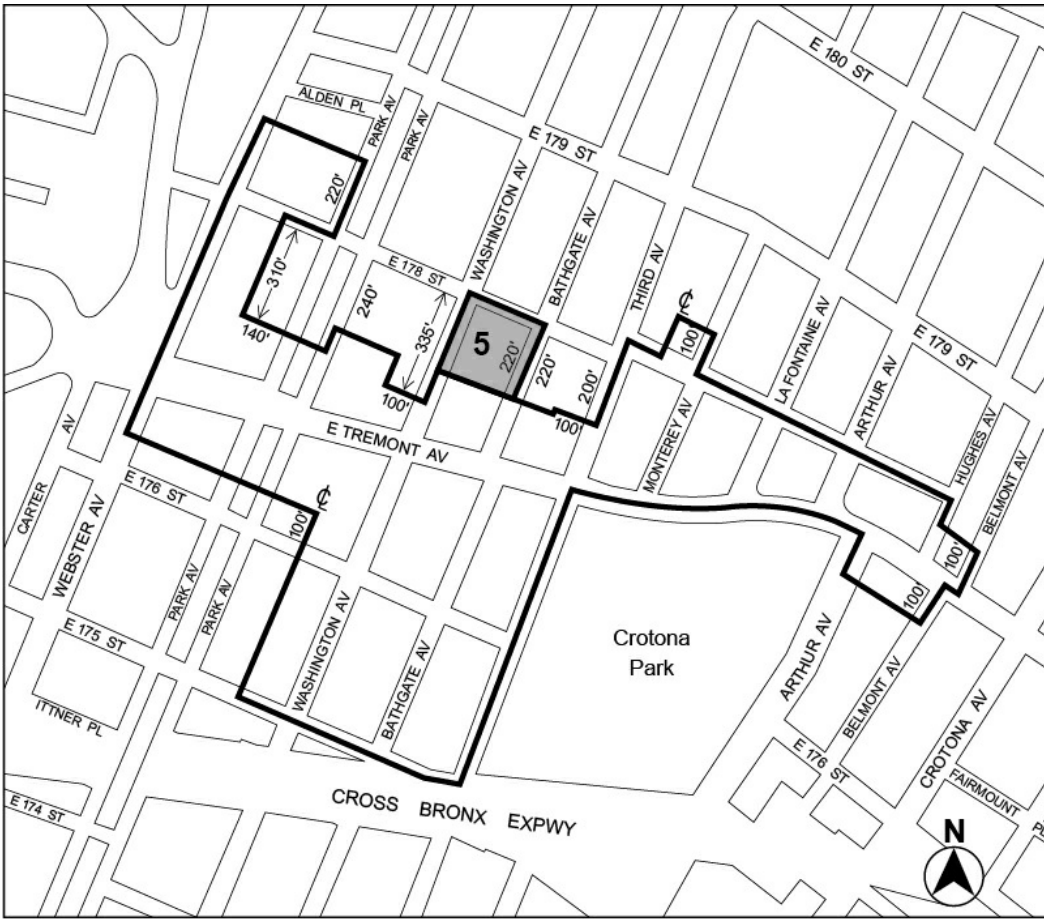 E 180 ST
ALDEN PL
PARK AV
PARK AV
E 179 ST
WASHINGTON AV
BATHGATE AV
THIRD AV
220'
E 178 ST
310'
240'
335'
140'
100'
5
220'
220'
200'
100'
℄
100'
LA FONTAINE AV
ARTHUR AV
E 179 ST
HUGHES AV
BELMONT AV
MONTEREY AV
E TREMONT AV
CARTER AV
WEBSTER AV
E 176 ST
℄
100'
PARK AV
PARK AV
100'
100'
E 175 ST
ITTNER PL
WASHINGTON AV
BATHGATE AV
Crotona
Park
ARTHUR AV
BELMONT AV
E 176 ST
CROTONA AV
FAIRMOUNT PL
E 174 ST
CROSS BRONX EXPWY
N